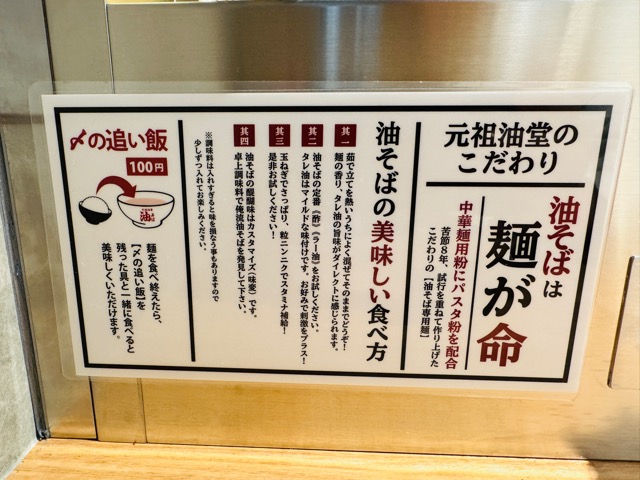 元祖油堂の
こだわり
油そばは
麺が命
中華麺用粉にパスタ粉を配合
苦節8年、試行を重ねて作り上げた
こだわりの【油そば専用麺】
油そばの美味しい食べ方
其一
茹で立てを熱いうちによく混ぜてそのままでどうぞ!
麺の香り、タレ油の旨味がダイレクトに感じられます。
其二
油そばの定番《酢》《ラー油》をお試しください。
タレ油はマイルドな味付けです。お好みで刺激をプラス!
其三
玉ねぎでさっぱり、粒ニンニクでスタミナ補給!
是非お試しください!
其四
油そばの醍醐味はカスタマイズ(味変)です。
卓上調味料で俺流油そばを発見して下さい。
※調味料は入れすぎると味を損なう事もありますので
少しずつ入れてお楽しみください。
〆の追い飯
100円
油
麺を食べ終えたら、
【〆の追い飯】を
残った具と一緒に食べると
美味しくいただけます。